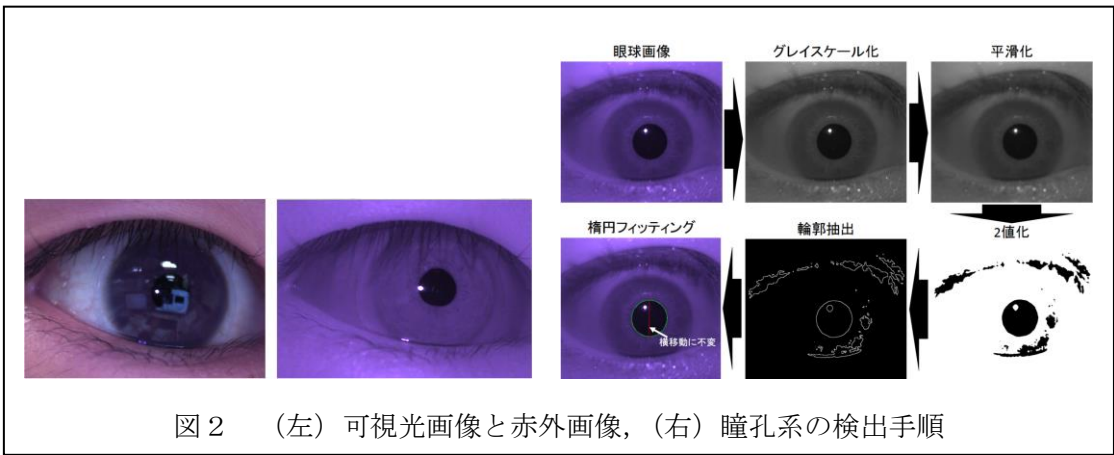 眼球画像
グレイスケール化
平滑化
楕円フィッティング
輪郭抽出
2値化
横移動に不変
図2 (左) 可視光画像と赤外画像, (右) 瞳孔系の検出手順